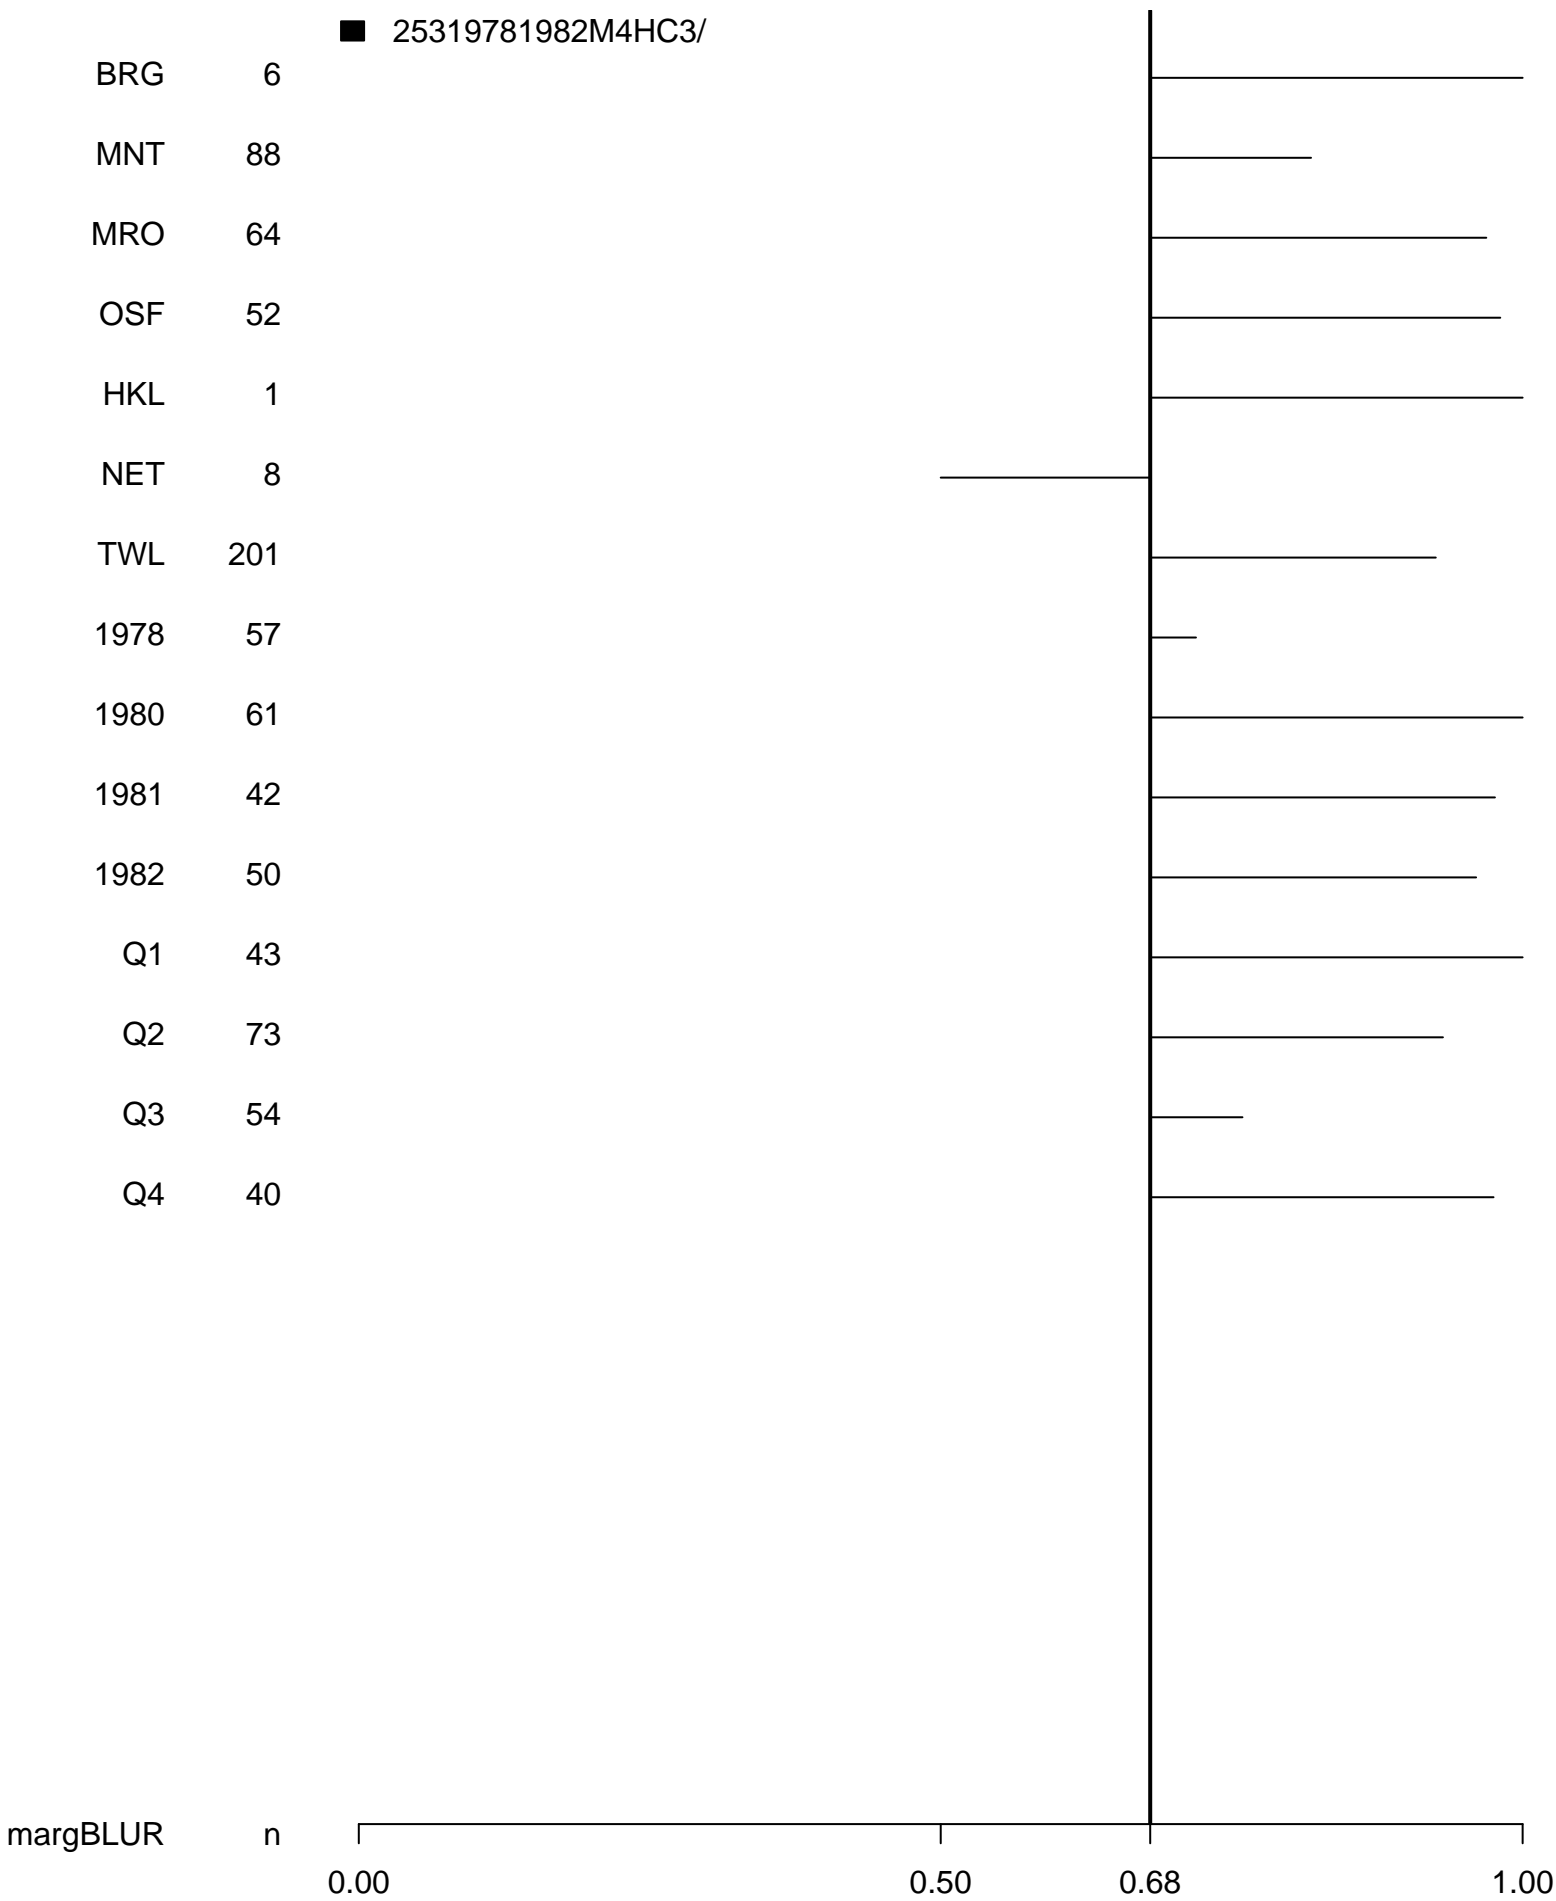 25319781982M4HC3/
BRG 6
MNT 88
MRO 64
OSF 52
HKL 1
NET 8
TWL 201
1978 57
1980 61
1981 42
1982 50
Q1 43
Q2 73
Q3 54
Q4 40
margBLUR n
0.00 0.50 0.68 1.00